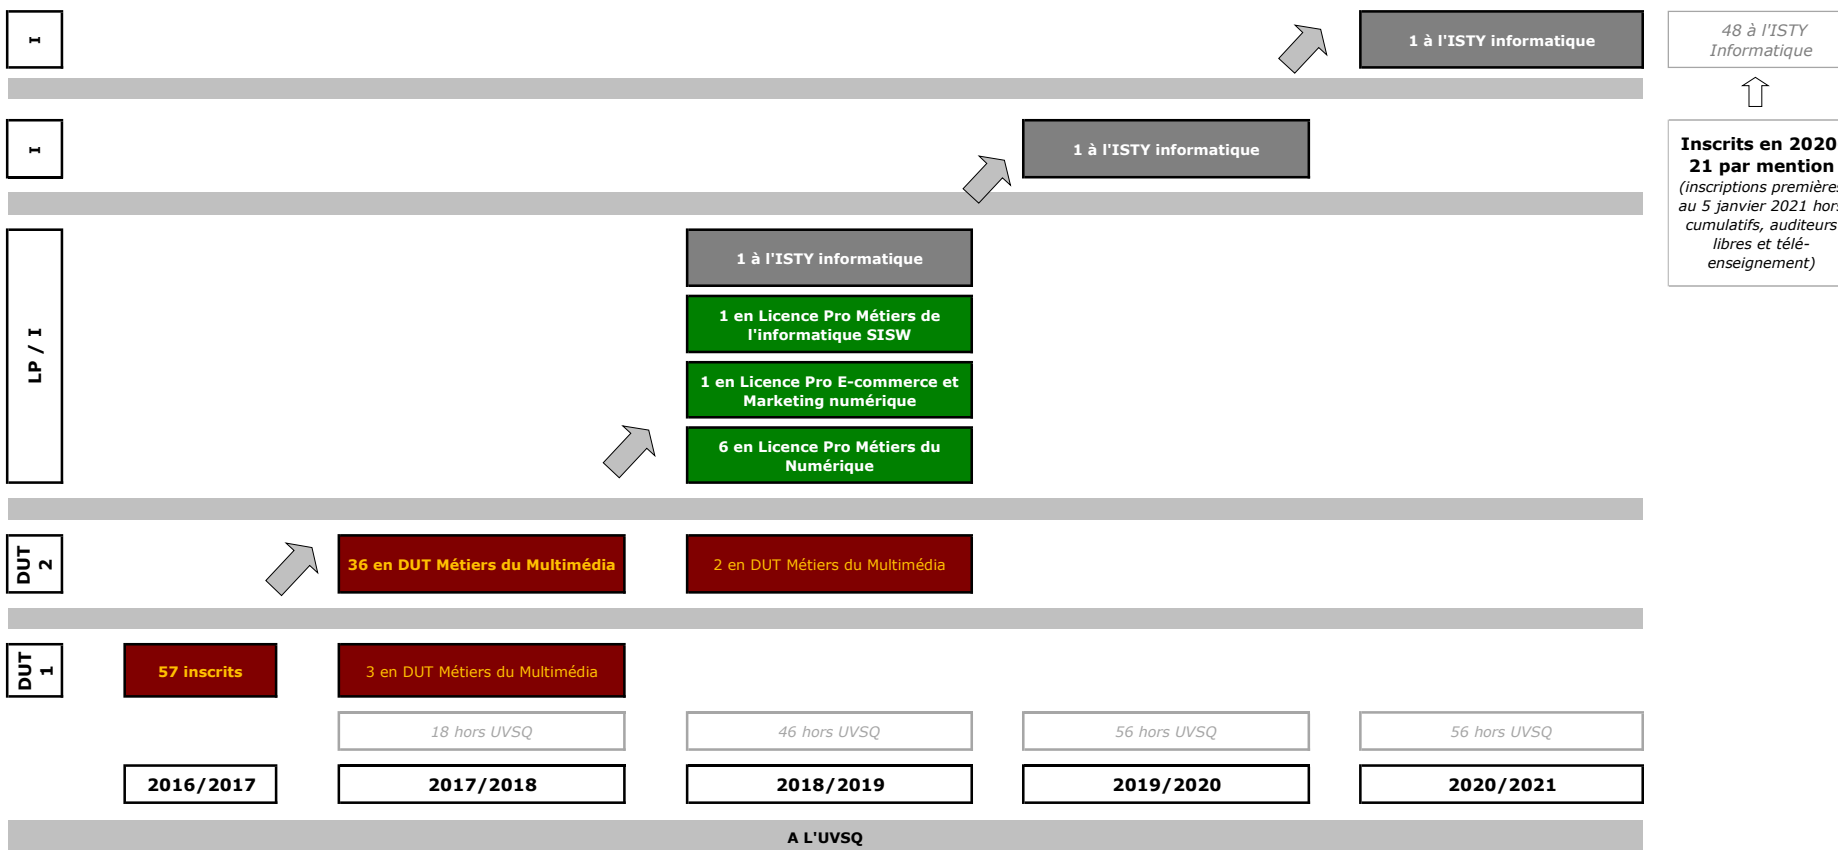 I
1 à l'ISTY informatique
48 à l'ISTY
Informatique
I
1 à l'ISTY informatique
Inscrits en 2020
21 par mention
(inscriptions premières
au 5 janvier 2021 hors
cumulatifs, auditeurs
libres et télé-
enseignement)
LP / I
1 à l'ISTY informatique
1 en Licence Pro Métiers de
l'informatique SISW
1 en Licence Pro E-commerce et
Marketing numérique
6 en Licence Pro Métiers du
Numérique
DUT
2
36 en DUT Métiers du Multimédia
2 en DUT Métiers du Multimédia
DUT
1
57 inscrits
3 en DUT Métiers du Multimédia
18 hors UVSQ
46 hors UVSQ
56 hors UVSQ
56 hors UVSQ
2016/2017
2017/2018
2018/2019
2019/2020
2020/2021
A L'UVSQ